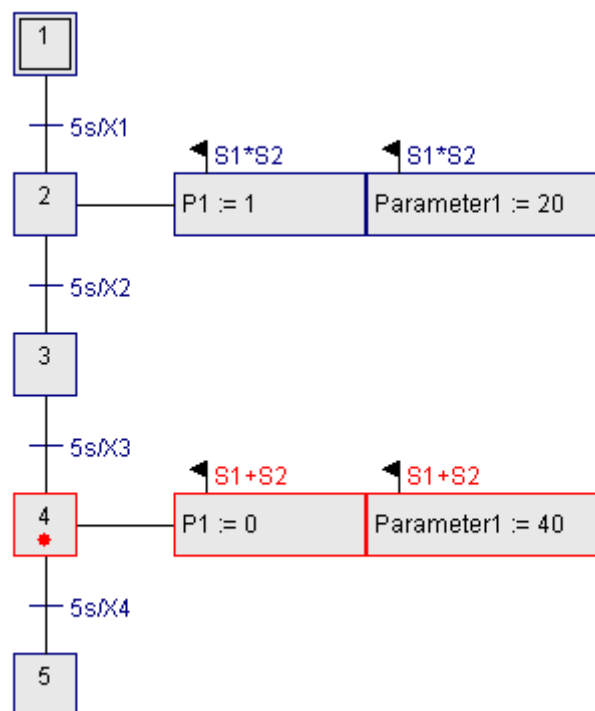 1
5s/X1
S1*S2 S1*S2
2 P1 := 1 Parameter1 := 20
5s/X2
3
5s/X3
S1+S2 S1+S2
4 P1 := 0 Parameter1 := 40
5s/X4
5